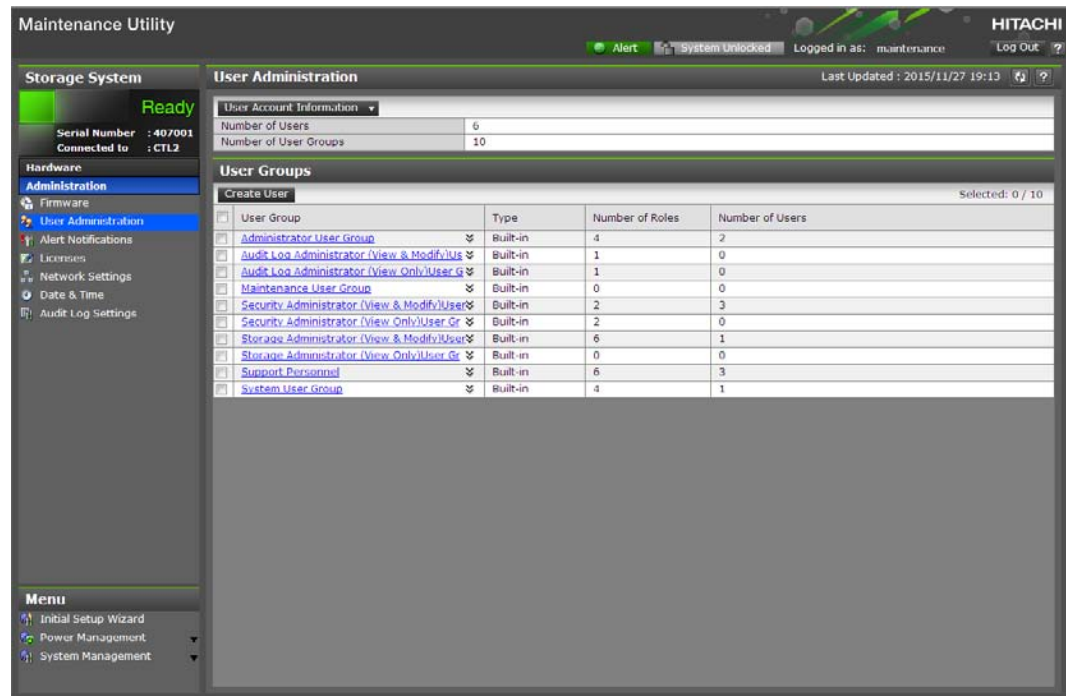 Maintenance Utility
HITACHI
Alert
System Unlocked
Logged in as: maintenance
Log Out ?
Storage System
Ready
Serial Number : 407001
Connected to : CTL2
Hardware
Administration
Firmware
User Administration
Alert Notifications
Licenses
Network Settings
Date & Time
Audit Log Settings
Menu
Initial Setup Wizard
Power Management
System Management
User Administration
Last Updated : 2015/11/27 19:13 ?
User Account Information
Number of Users 6
Number of User Groups 10
User Groups
Create User
Selected: 0 / 10
User Group Type Number of Roles Number of Users
Administrator User Group Built-in 4 2
Audit Log Administrator (View & Modify)Us Built-in 1 0
Audit Log Administrator (View Only)User G Built-in 1 0
Maintenance User Group Built-in 0 0
Security Administrator (View & Modify)User Built-in 2 3
Security Administrator (View Only)User Gr Built-in 2 0
Storage Administrator (View & Modify)User Built-in 6 1
Storage Administrator (View Only)User Gr Built-in 0 0
Support Personnel Built-in 6 3
System User Group Built-in 4 1